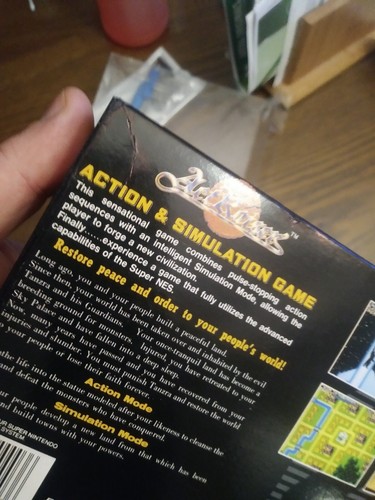 ActRaiser
ACTION & SIMULATION GAME
This sensational game combines pulse-stopping action
sequences with an intelligent Simulation Mode, allowing the
player to forge a new civilization.
Finally.....experience a game that fully utilizes the advanced
capabilities of the Super NES.
Restore peace and order to your people's world!
Long ago, you and your people built a peaceful land.
Since then, your world has been taken over and inhabited by the evil
Tanzra and his Guardians. Your once tranquil land has become a
breeding ground for monsters. Injured, you have retreated to your
Sky Palace and have fallen into a deep sleep.
Now, many years have passed and you have recovered from your
injuries and slumber. You must banish Tanzra and restore the world
to your people or lose their faith forever.
Action Mode
the life into the statue modeled after your likeness to cleanse the
and defeat the monsters who have conquered.
Simulation Mode
ur people develop a new land from that which has been
and build towns with your powers.
UR SUPER NINTENDO
SYSTEM